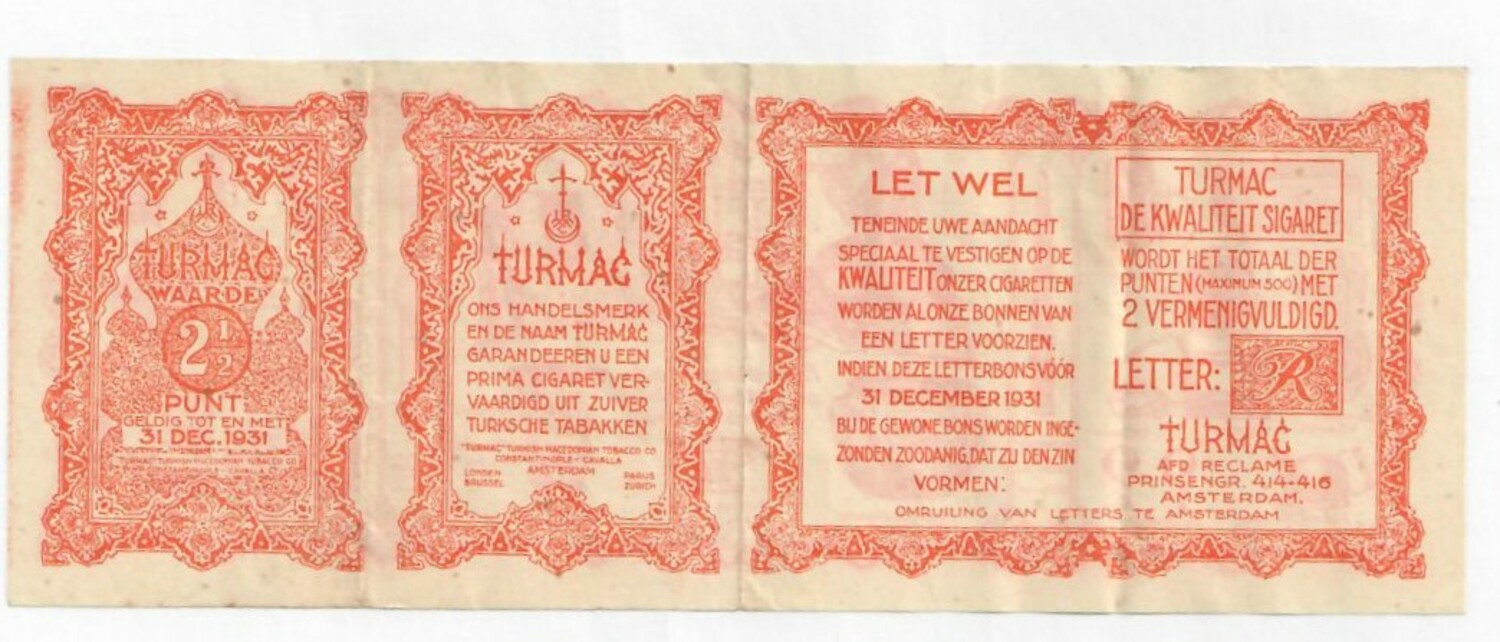 TURMAC
WAARDE
2 1/2
PUNT
GELDIG TOT EN MET
31 DEC. 1931
TURMAC
ONS HANDELSMERK
EN DE NAAM TURMAC
GARANDEEREN U EEN
PRIMA CIGARET VER-
VAARDIGD UIT ZUIVER
TURKSCHE TABAKKEN
"TURMAC" TURKISH MACEDONIAN TOBACCO CO
CONSTANTINOPLE - CAVALLA
AMSTERDAM
LONDEN PARIJS
BRUSSEL ZURICH
LET WEL
TENEINDE UWE AANDACHT
SPECIAAL TE VESTIGEN OP DE
KWALITEIT ONZER CIGARETTEN
WORDEN AL ONZE BONNEN VAN
EEN LETTER VOORZIEN.
INDIEN DEZE LETTERBONS VÓÓR
31 DECEMBER 1931
BIJ DE GEWONE BONS WORDEN INGE-
ZONDEN ZOODANIG, DAT ZIJ DEN ZIN
VORMEN:
TURMAC
DE KWALITEIT SIGARET
WORDT HET TOTAAL DER
PUNTEN (MAXIMUM 500) MET
2 VERMENIGVULDIGD.
LETTER: R
TURMAC
AFD RECLAME
PRINSENGR. 414-416
AMSTERDAM.
OMRUILING VAN LETTERS TE AMSTERDAM